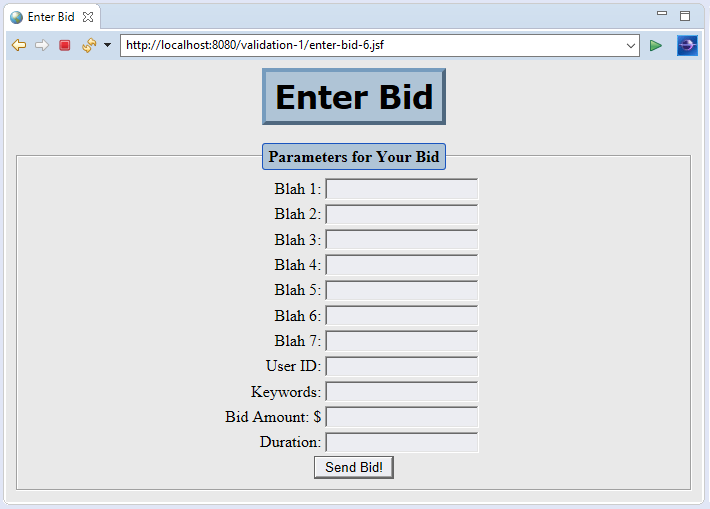 Enter Bid
http://localhost:8080/validation-1/enter-bid-6.jsf
Enter Bid
Parameters for Your Bid
Blah 1:
Blah 2:
Blah 3:
Blah 4:
Blah 5:
Blah 6:
Blah 7:
User ID:
Keywords:
Bid Amount: $
Duration:
Send Bid!